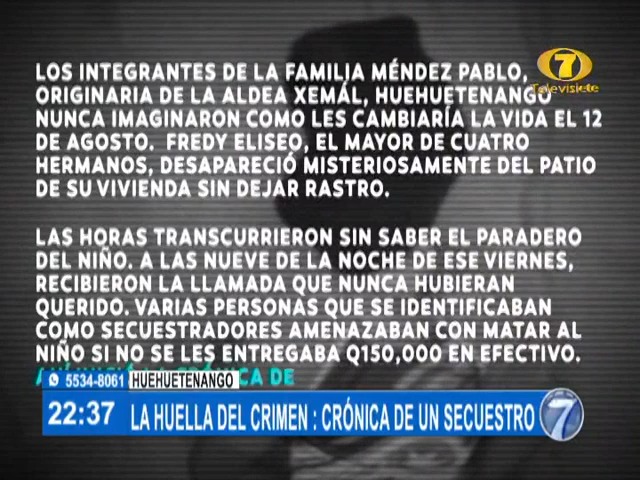 7
Televisiete
LOS INTEGRANTES DE LA FAMILIA MÉNDEZ PABLO,
ORIGINARIA DE LA ALDEA XEMÁL, HUEHUETENANGO
NUNCA IMAGINARON COMO LES CAMBIARÍA LA VIDA EL 12
DE AGOSTO. FREDY ELISEO, EL MAYOR DE CUATRO
HERMANOS, DESAPARECIÓ MISTERIOSAMENTE DEL PATIO
DE SU VIVIENDA SIN DEJAR RASTRO.
LAS HORAS TRANSCURRIERON SIN SABER EL PARADERO
DEL NIÑO. A LAS NUEVE DE LA NOCHE DE ESE VIERNES,
RECIBIERON LA LLAMADA QUE NUNCA HUBIERAN
QUERIDO. VARIAS PERSONAS QUE SE IDENTIFICABAN
COMO SECUESTRADORES AMENAZABAN CON MATAR AL
NIÑO SI NO SE LES ENTREGABA Q150,000 EN EFECTIVO.
DE
5534-8061 HUEHUETENANGO
22:37 LA HUELLA DEL CRIMEN : CRÓNICA DE UN SECUESTRO 7